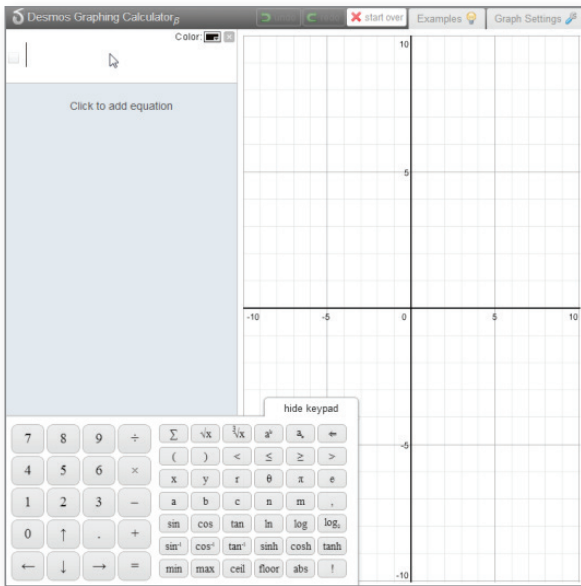 Desmos Graphing Calculatorβ
start over
Examples
Graph Settings
Color:
Click to add equation
10
5
-10 -5 0 5 10
-5
-10
hide keypad
7 8 9 ÷ Σ √x ∛x aᵇ aₓ ←
( ) < ≤ ≥ >
4 5 6 × x y r θ π e
1 2 3 − a b c n m ,
0 ↑ . + sin cos tan ln log log₂
sin⁻¹ cos⁻¹ tan⁻¹ sinh cosh tanh
← ↓ → = min max ceil floor abs !